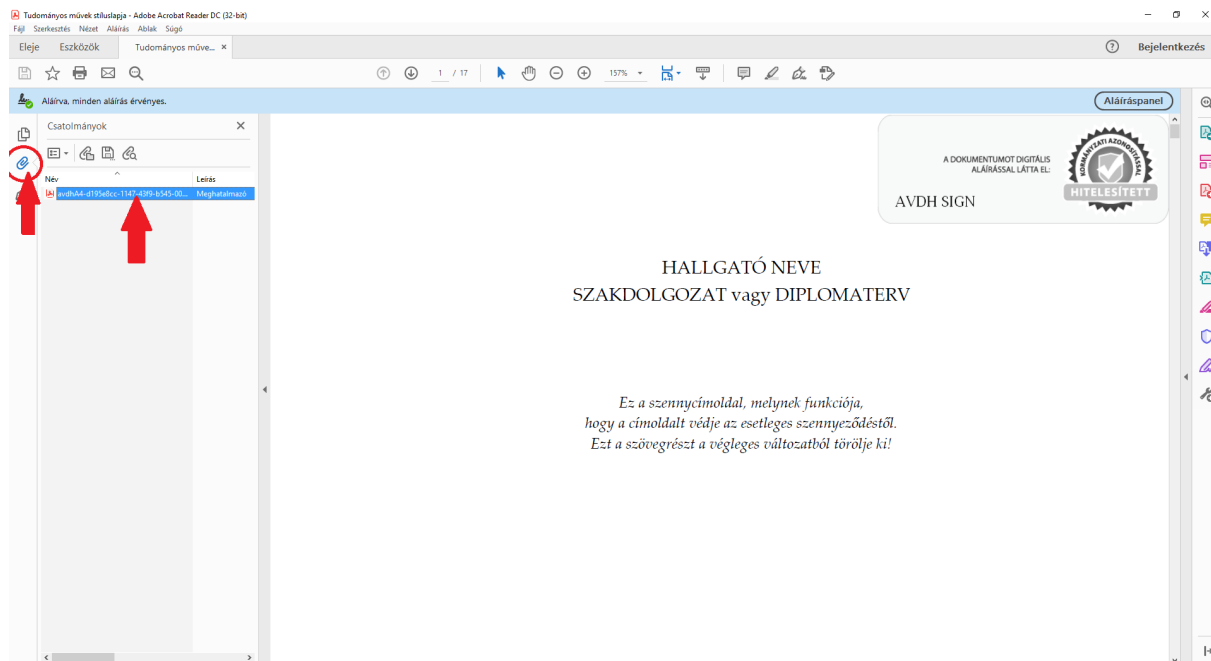 Tudományos művek stíluslapja - Adobe Acrobat Reader DC (32-bit)
Fájl Szerkesztés Nézet Aláírás Ablak Súgó
Eleje Eszközök Tudományos műve... × Bejelentkezés
1 / 17 157%
Aláírva, minden aláírás érvényes. Aláíráspanel
Csatolmányok
Név Leírás
avdhA4-d195e8cc-1147-43f9-b545-00... Meghatalmazó
A DOKUMENTUMOT DIGITÁLIS
ALÁÍRÁSSAL LÁTTA EL:
AVDH SIGN
KORMÁNYZATI AZONOSÍTÁSSAL
HITELESÍTETT
HALLGATÓ NEVE
SZAKDOLGOZAT vagy DIPLOMATERV
Ez a szennycímoldal, melynek funkciója,
hogy a címoldalt védje az esetleges szennyeződéstől.
Ezt a szövegrészt a végleges változatból törölje ki!